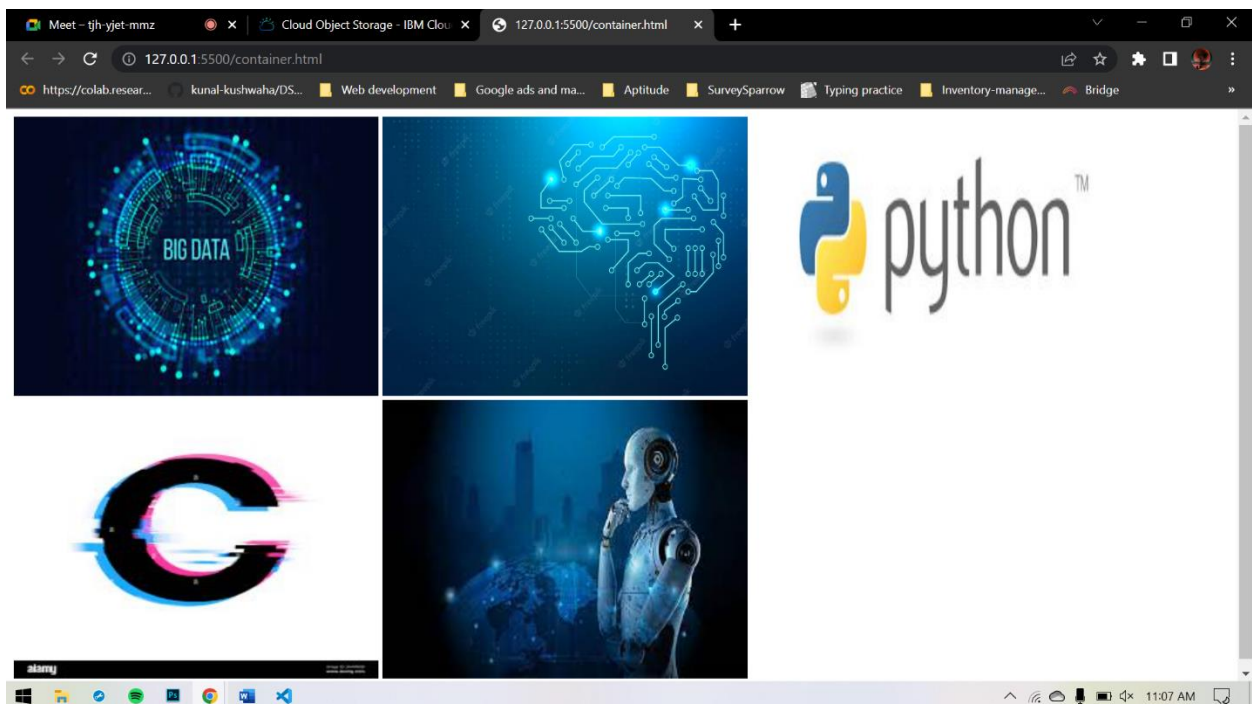 Meet – tjh-yjet-mmz
Cloud Object Storage - IBM Clou
127.0.0.1:5500/container.html
127.0.0.1:5500/container.html
https://colab.resear... kunal-kushwaha/DS... Web development Google ads and ma... Aptitude SurveySparrow Typing practice Inventory-manage... Bridge »
BIG DATA
python™
alamy
11:07 AM